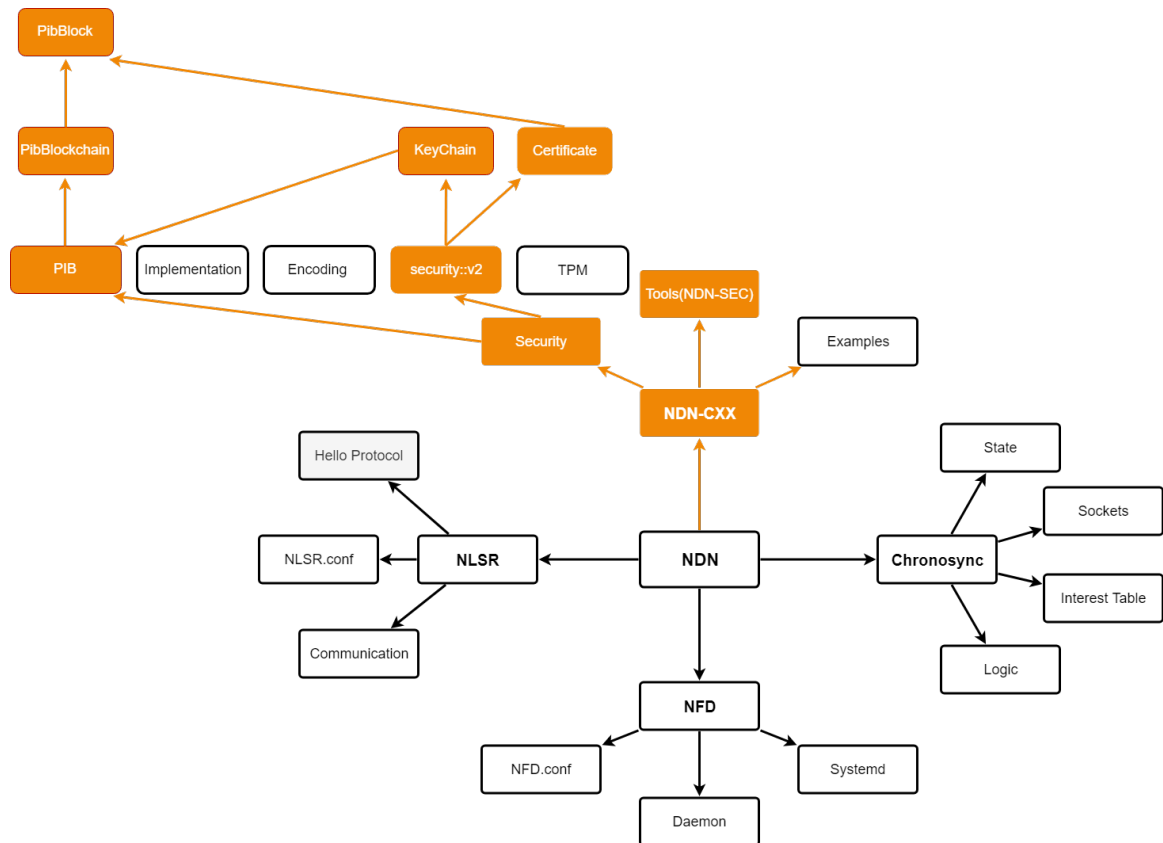 PibBlock
PibBlockchain
KeyChain
Certificate
PIB
Implementation
Encoding
security::v2
TPM
Tools(NDN-SEC)
Security
Examples
NDN-CXX
Hello Protocol
State
Sockets
NLSR.conf
NLSR
NDN
Chronosync
Interest Table
Communication
Logic
NFD
NFD.conf
Systemd
Daemon